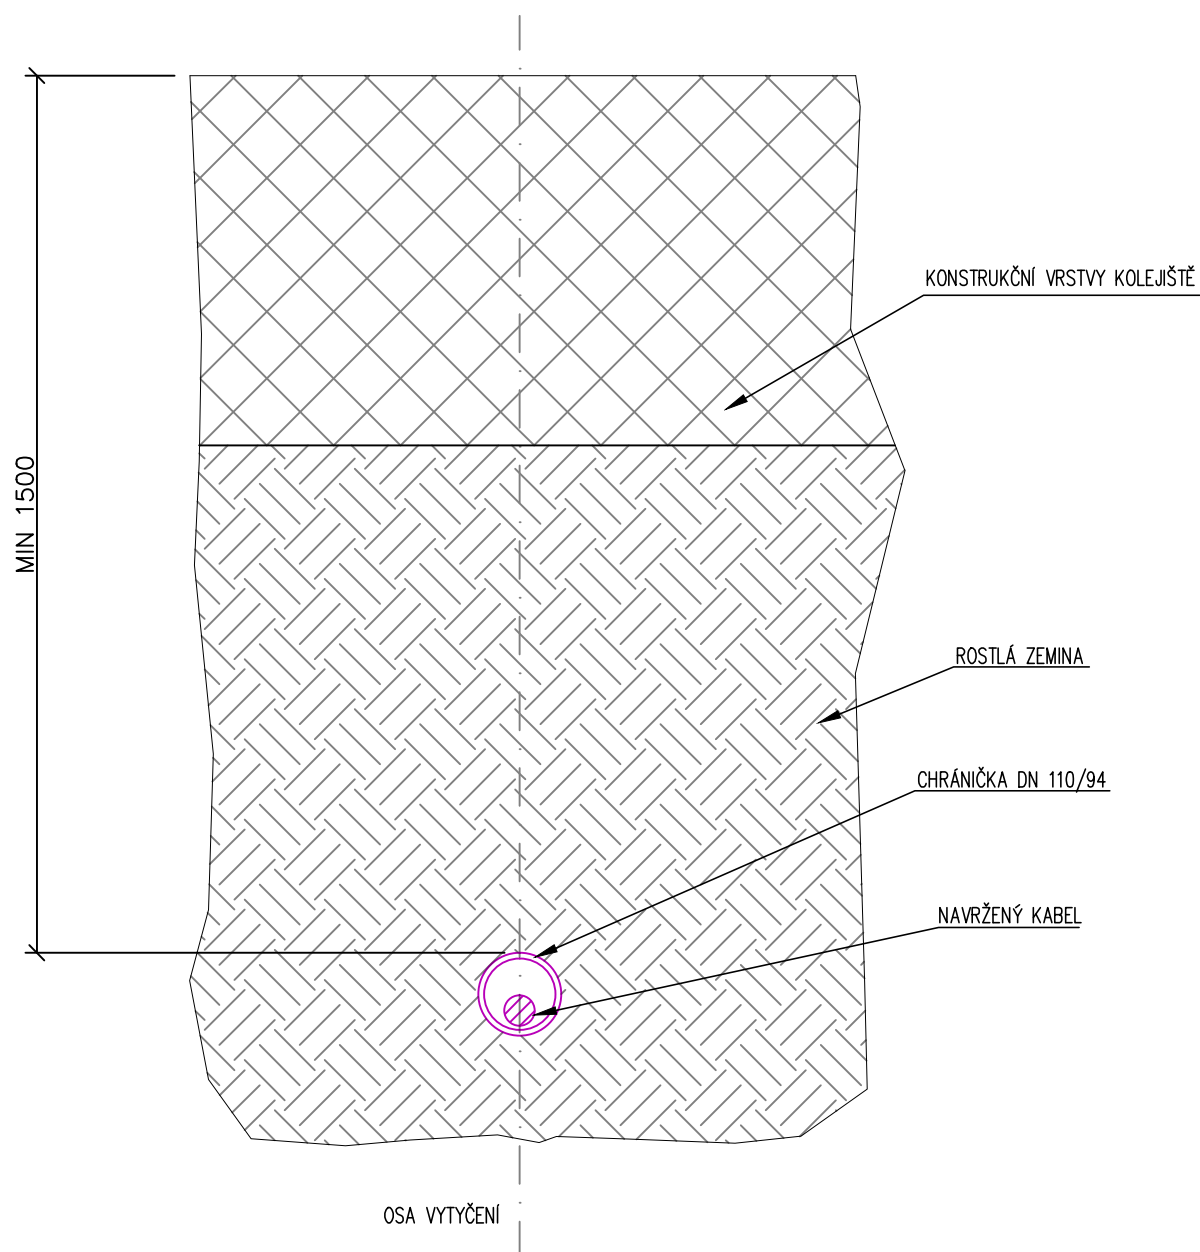 KONSTRUKČNÍ VRSTVY KOLEJIŠTĚ
MIN 1500
ROSTLÁ ZEMINA
CHRÁNIČKA DN 110/94
NAVRŽENÝ KABEL
OSA VYTYČENÍ